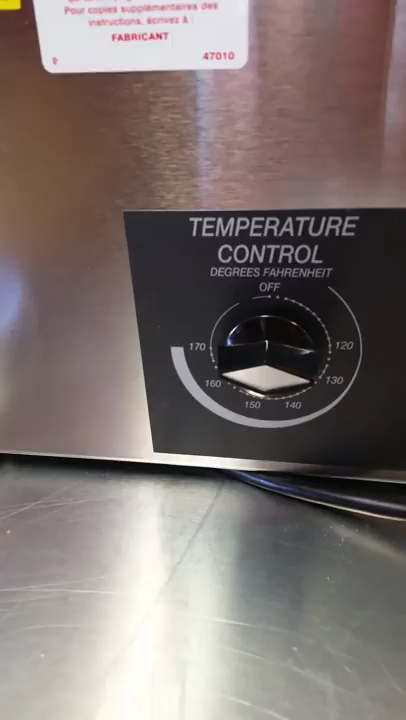 Pour copies supplémentaires des
instructions, écrivez à :
FABRICANT
47010
TEMPERATURE
CONTROL
DEGREES FAHRENHEIT
OFF
170
120
160
130
150
140